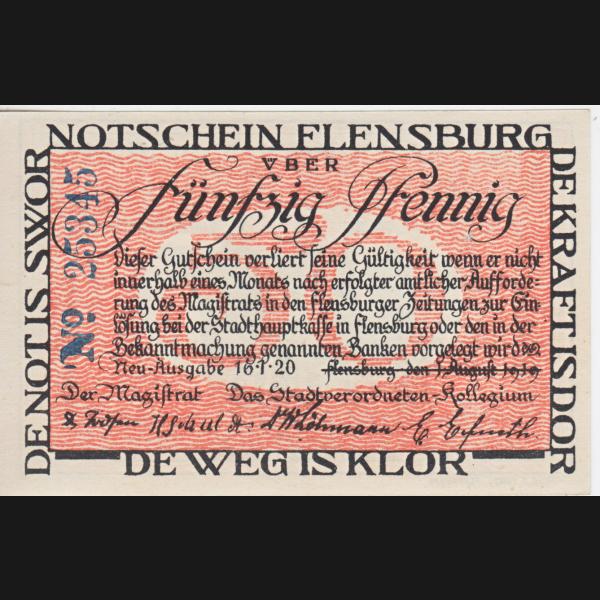 NOTSCHEIN FLENSBURG
DE NOT IS SWOR
DE KRAFT IS DOR
DE WEG IS KLOR
ÜBER
fünfzig Pfennig
No 25345
Dieser Gutschein verliert seine Gültigkeit wenn er nicht
innerhalb eines Monats nach erfolgter amtlicher Aufforde-
rung des Magistrats in den flensburger Zeitungen zur Ein-
lösung bei der Stadthauptkasse in flensburg oder den in der
Bekanntmachung genannten Banken vorgelegt wird
Neu-Ausgabe 16·1·20
flensburg den 1 August 1919
Der Magistrat Das Stadtverordneten-Kollegium